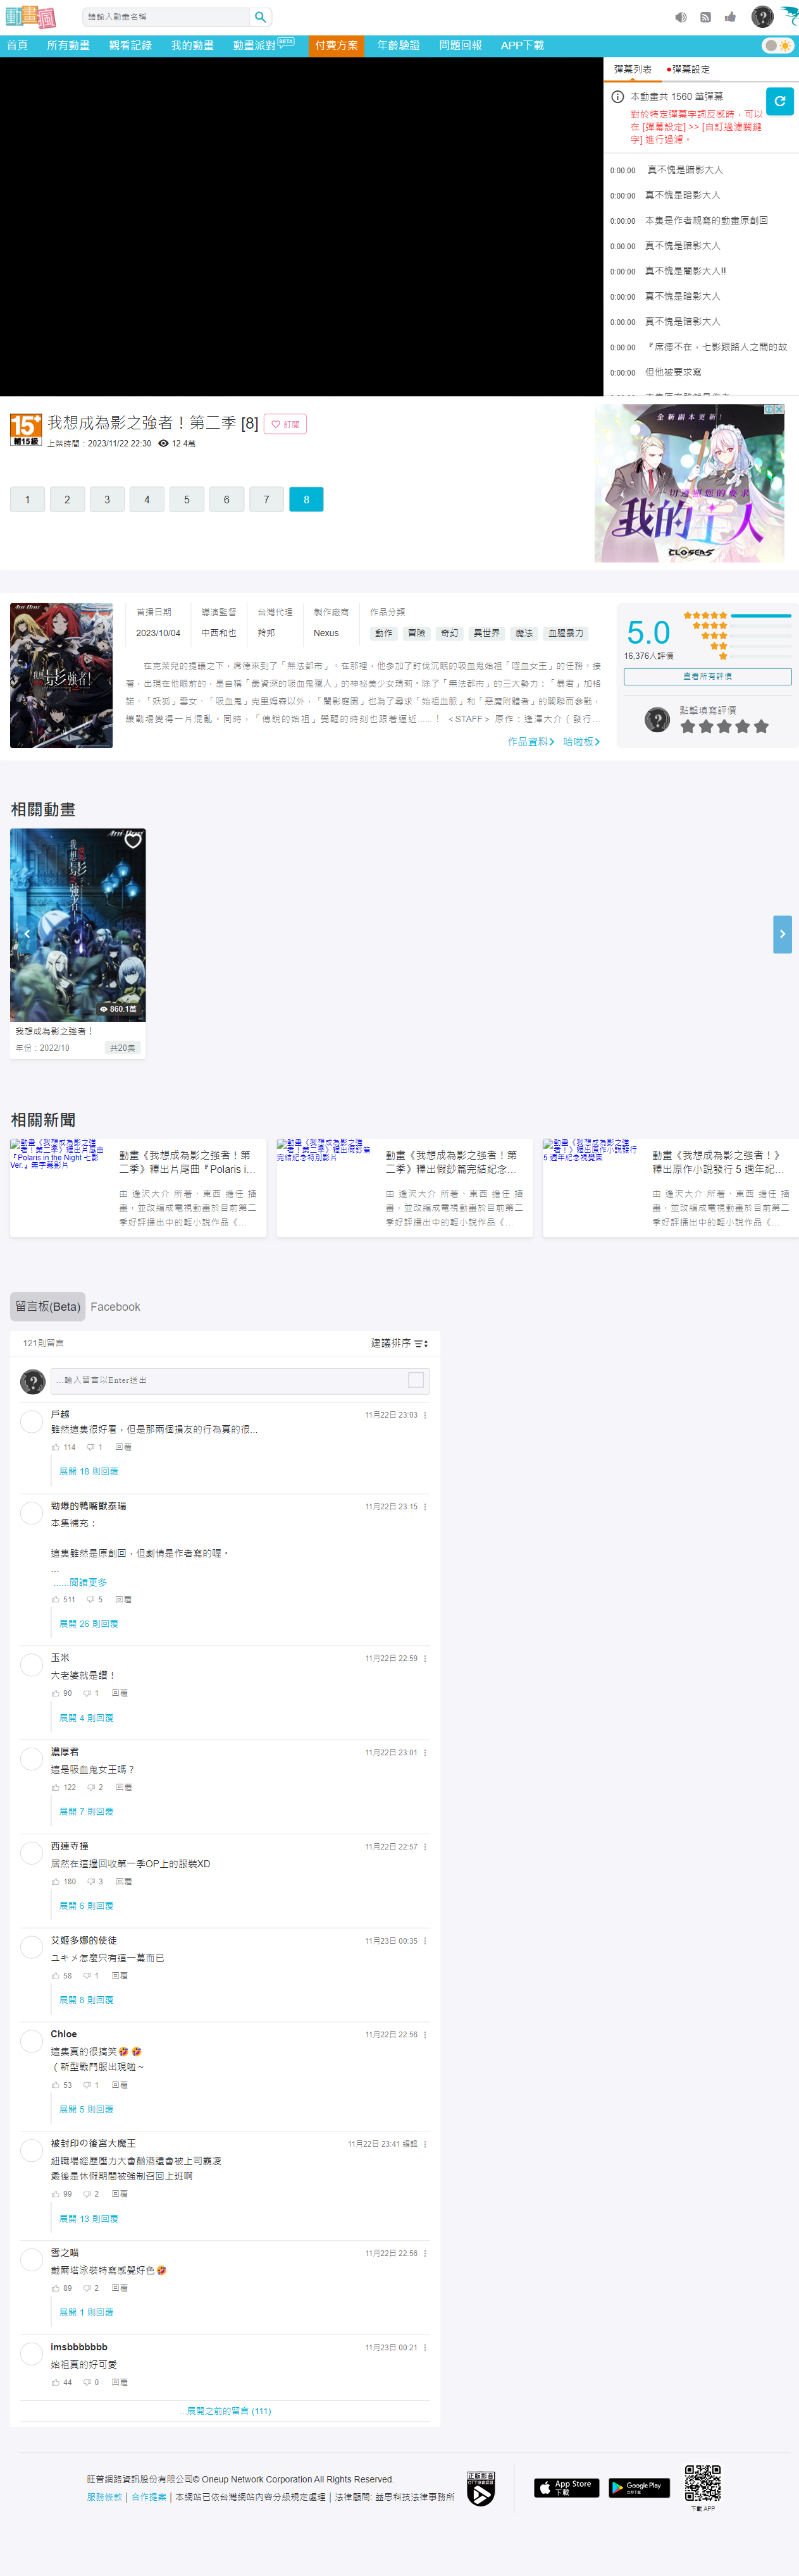 動畫瘋
請輸入動畫名稱
首頁 所有動畫 觀看記錄 我的動畫 動畫派對 BETA 付費方案 年齡驗證 問題回報 APP下載
彈幕列表 彈幕設定
本動畫共 1560 筆彈幕
對於特定彈幕字詞反感時，可以
在 [彈幕設定] >> [自訂過濾關鍵
字] 進行過濾。
0:00:00 真不愧是暗影大人
0:00:00 真不愧是暗影大人
0:00:00 本集是作者親寫的動畫原創回
0:00:00 真不愧是暗影大人
0:00:00 真不愧是闇影大人!!
0:00:00 真不愧是暗影大人
0:00:00 真不愧是暗影大人
0:00:00 『席德不在，七影跟路人之間的故
0:00:00 但他被要求寫
15+
輔15級
我想成為影之強者！第二季 [8] 訂閱
上架時間：2023/11/22 22:30 12.4萬
1 2 3 4 5 6 7 8
全新劇本更新！
一切遵照您的要求
我的主人
CLOSERS
首播日期 導演監督 台灣代理 製作廠商 作品分類
2023/10/04 中西和也 羚邦 Nexus 動作 冒險 奇幻 異世界 魔法 血腥暴力
在克萊兒的提議之下，席德來到了「無法都市」。在那裡，他參加了討伐沉眠的吸血鬼始祖「噬血女王」的任務。接
著，出現在他眼前的，是自稱「最資深的吸血鬼獵人」的神祕美少女瑪莉。除了「無法都市」的三大勢力：「暴君」加格
諾、「妖狐」雪女、「吸血鬼」克里姆森以外，「闇影庭園」也為了尋求「始祖血脈」和「惡魔附體者」的關聯而參戰，
讓戰場變得一片混亂。同時，「傳說的始祖」覺醒的時刻也跟著逼近......！ ＜STAFF＞ 原作：逢澤大介（發行…
作品資料 哈啦板
5.0
16,376人評價
查看所有評價
點擊填寫評價
相關動畫
860.1萬
我想成為影之強者！
年份：2022/10 共20集
相關新聞
動畫《我想成為影之強者！第二季》釋出片尾曲『Polaris in the Night 七影 Ver.』無字幕影片
動畫《我想成為影之強者！第
二季》釋出片尾曲『Polaris i…
由 逢沢大介 所著、東西 擔任 插
畫，並改編成電視動畫於目前第二
季好評播出中的輕小說作品《…
動畫《我想成為影之強者！第二季》釋出假鈔篇完結紀念特別影片
動畫《我想成為影之強者！第
二季》釋出假鈔篇完結紀念…
由 逢沢大介 所著、東西 擔任 插
畫，並改編成電視動畫於目前第二
季好評播出中的輕小說作品《…
動畫《我想成為影之強者！》釋出原作小說發行 5 週年紀念視覺圖
動畫《我想成為影之強者！》
釋出原作小說發行 5 週年紀…
由 逢沢大介 所著、東西 擔任 插
畫，並改編成電視動畫於目前第二
季好評播出中的輕小說作品《…
留言板(Beta) Facebook
121則留言 建議排序
...輸入留言以Enter送出
戶越 11月22日 23:03
雖然這集很好看，但是那兩個損友的行為真的很...
114 1 回覆
展開 18 則回覆
勁爆的鴨嘴獸泰瑞 11月22日 23:15
本集補充：
這集雖然是原創回，但劇情是作者寫的喔。
...
......閱讀更多
511 5 回覆
展開 26 則回覆
玉米 11月22日 22:59
大老婆就是讚！
90 1 回覆
展開 4 則回覆
濃厚君 11月22日 23:01
這是吸血鬼女王嗎？
122 2 回覆
展開 7 則回覆
西連寺撞 11月22日 22:57
居然在這邊回收第一季OP上的服裝XD
180 3 回覆
展開 6 則回覆
艾姬多娜的使徒 11月23日 00:35
ユキメ怎麼只有這一幕而已
58 1 回覆
展開 8 則回覆
Chloe 11月22日 22:56
這集真的很搞笑🤣 🤣
（新型戰鬥服出現啦～
53 1 回覆
展開 5 則回覆
被封印の後宮大魔王 11月22日 23:41 編輯
紐職場經歷壓力大會酗酒還會被上司霸凌
最後是休假期間被強制召回上班啊
99 2 回覆
展開 13 則回覆
雪之喵 11月22日 22:56
戴爾塔泳裝特寫感覺好色🤣
89 2 回覆
展開 1 則回覆
imsbbbbbbb 11月23日 00:21
始祖真的好可愛
44 0 回覆
...展開之前的留言 (111)
旺普網路資訊股份有限公司© Oneup Network Corporation All Rights Reserved.
服務條款 | 合作提案 | 本網站已依台灣網站內容分級規定處理 | 法律顧問: 益思科技法律事務所
正版影音
App Store
下載
Google Play
立即下載
下載 APP